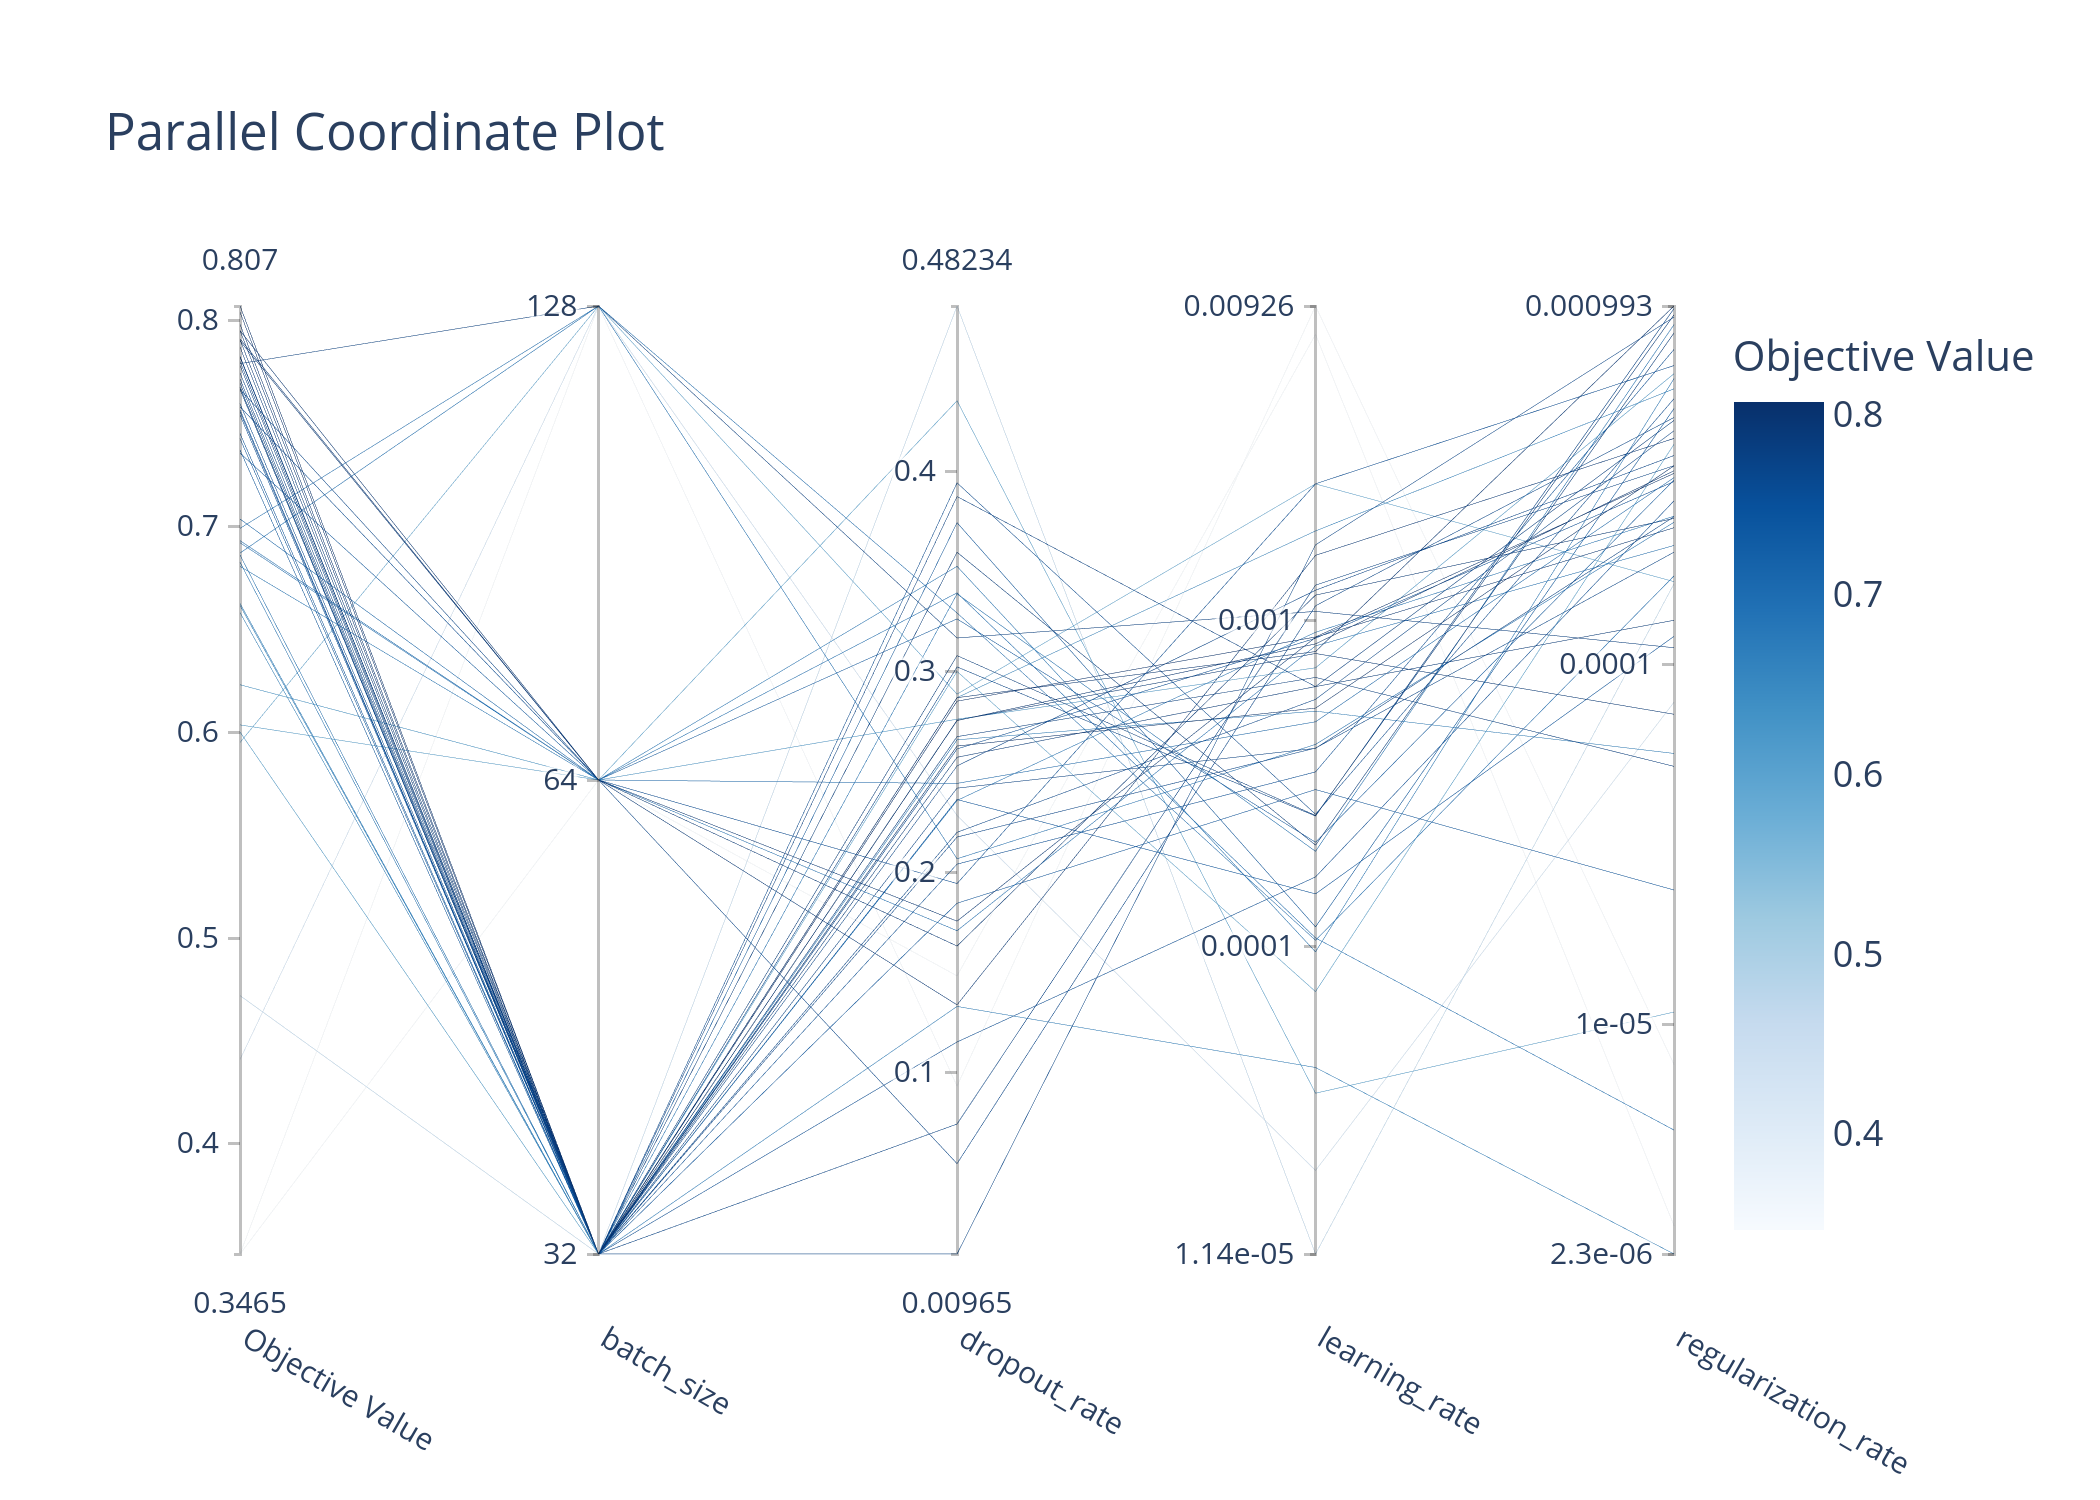 Parallel Coordinate Plot
0.807
0.8
0.7
0.6
0.5
0.4
0.3465
Objective Value
128
64
32
batch_size
0.48234
0.4
0.3
0.2
0.1
0.00965
dropout_rate
0.00926
0.001
0.0001
1.14e-05
learning_rate
0.000993
0.0001
1e-05
2.3e-06
regularization_rate
Objective Value
0.8
0.7
0.6
0.5
0.4